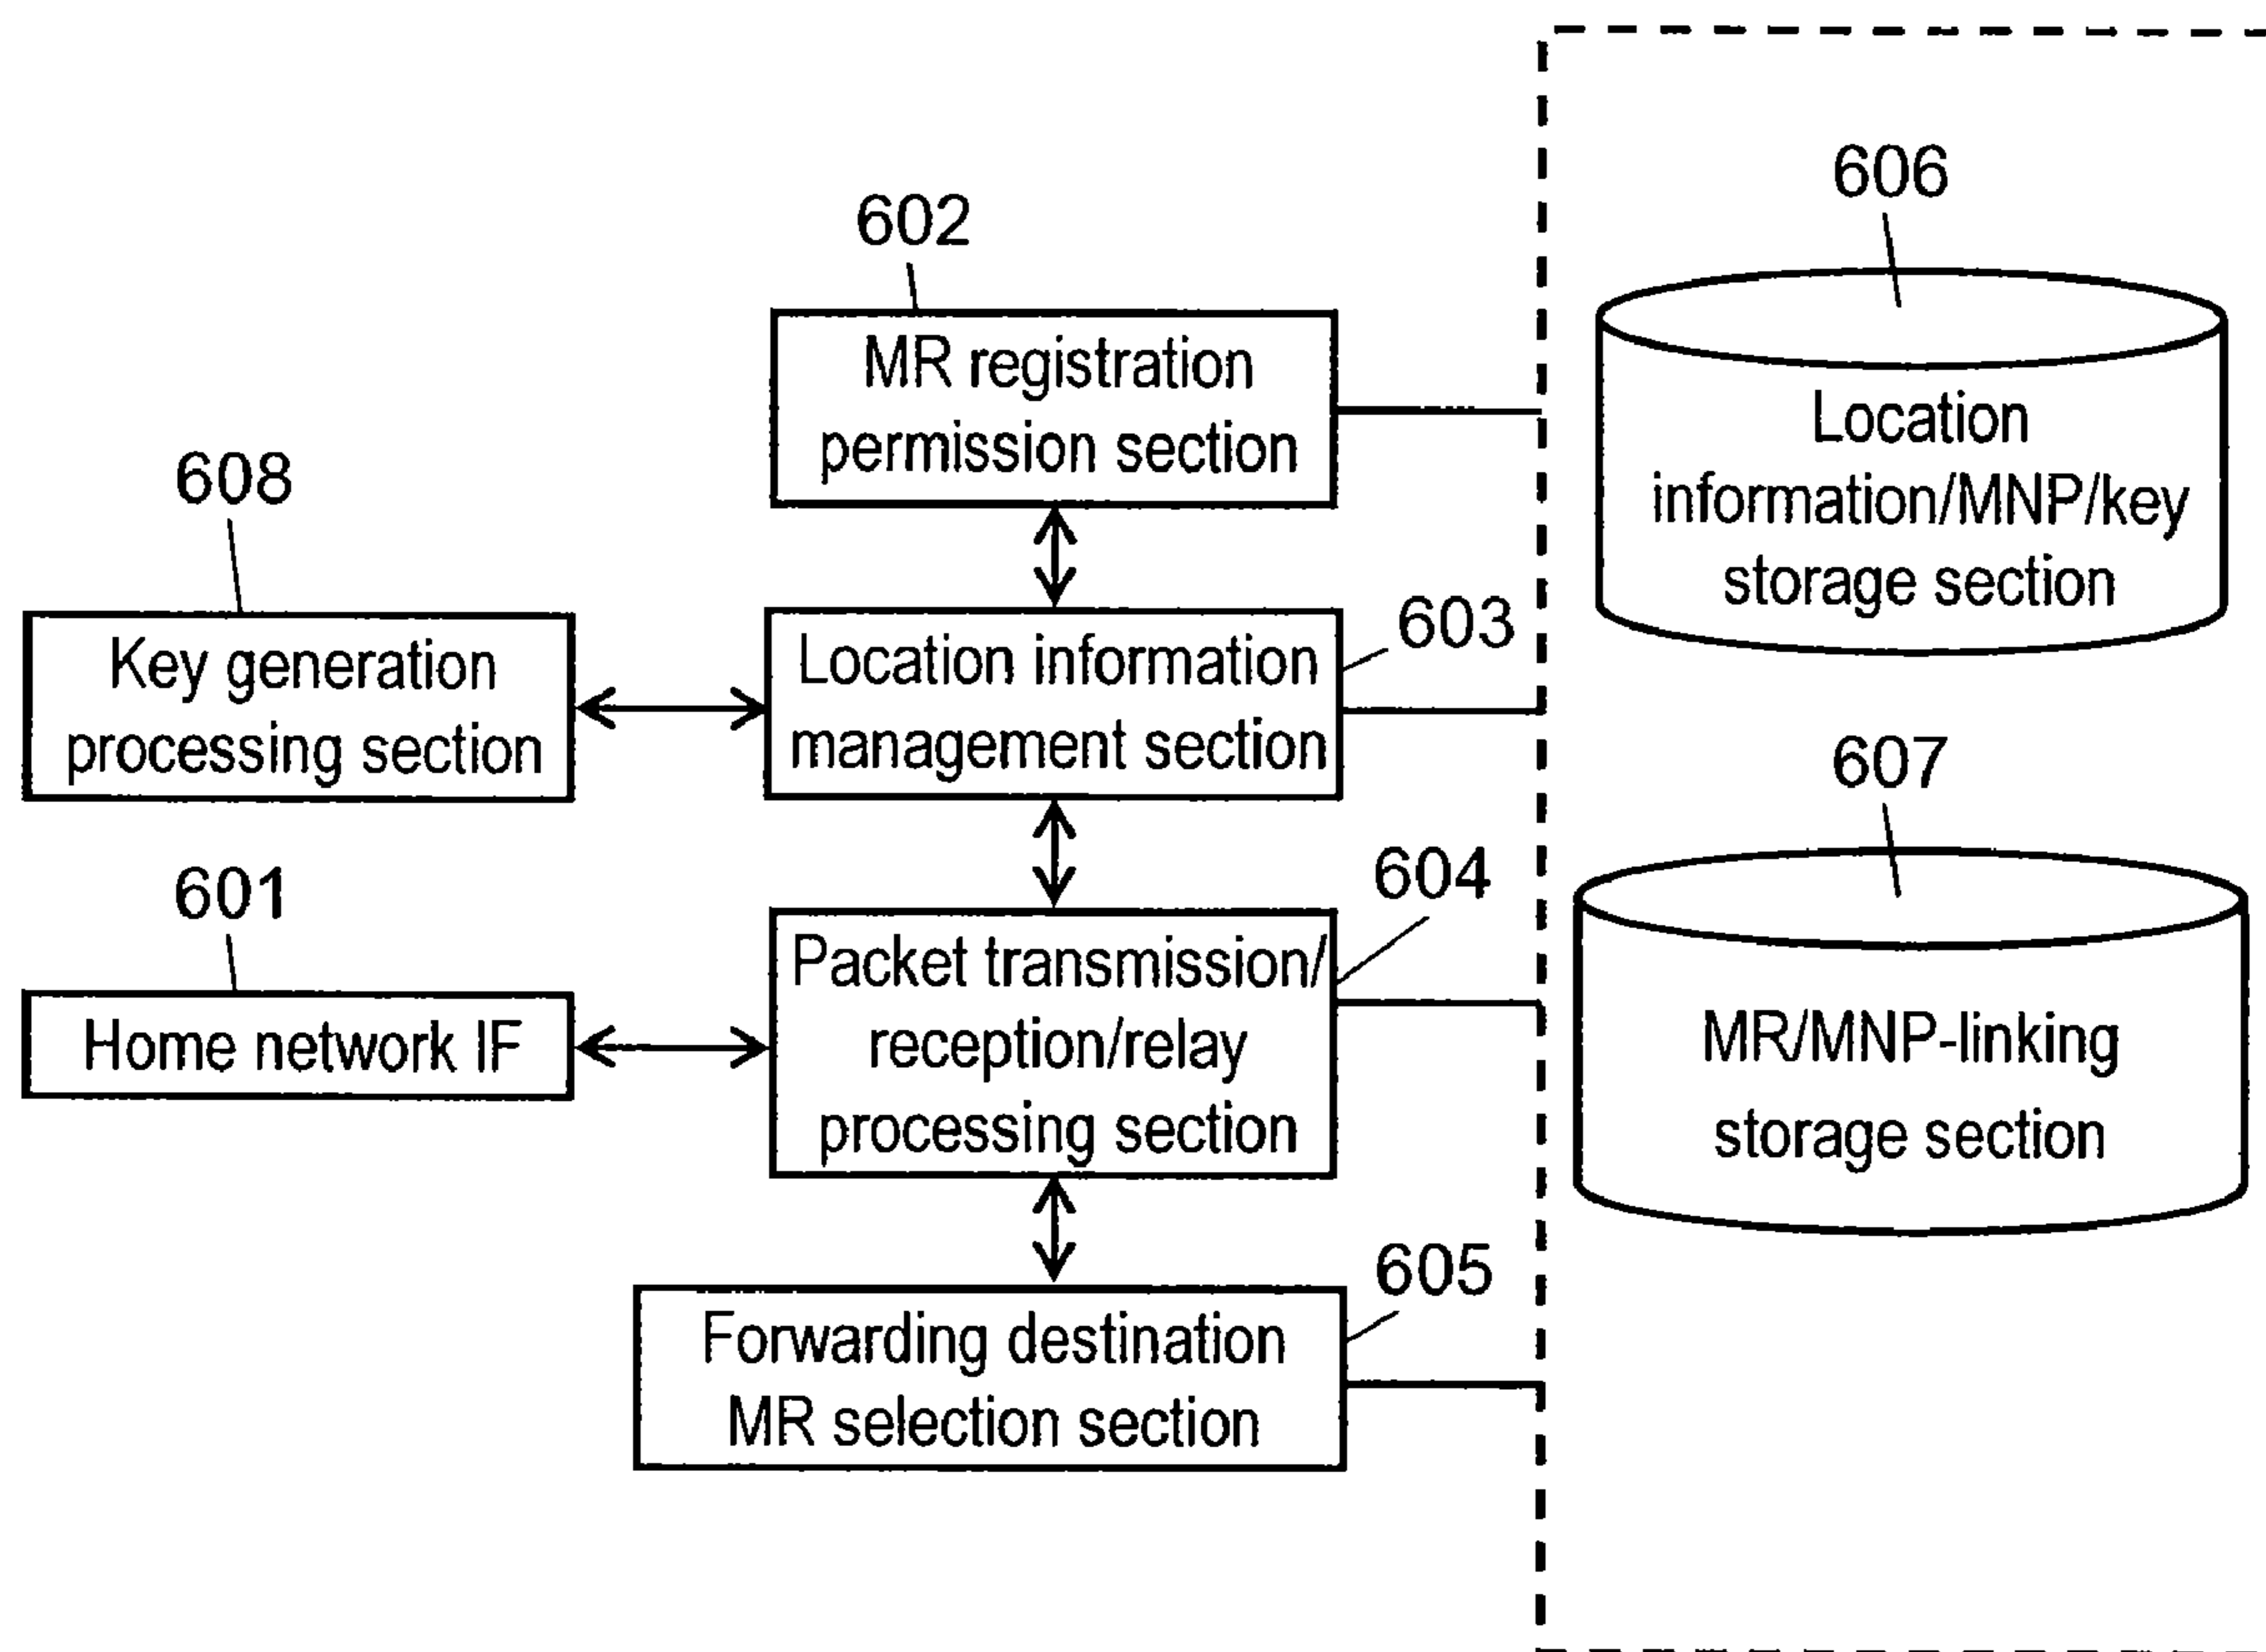 606
602
MR registration
permission section
Location
information/MNP/key
storage section
608
603
Key generation
processing section
Location information
management section
607
601
604
Home network IF
Packet transmission/
reception/relay
processing section
MR/MNP-linking
storage section
605
Forwarding destination
MR selection section